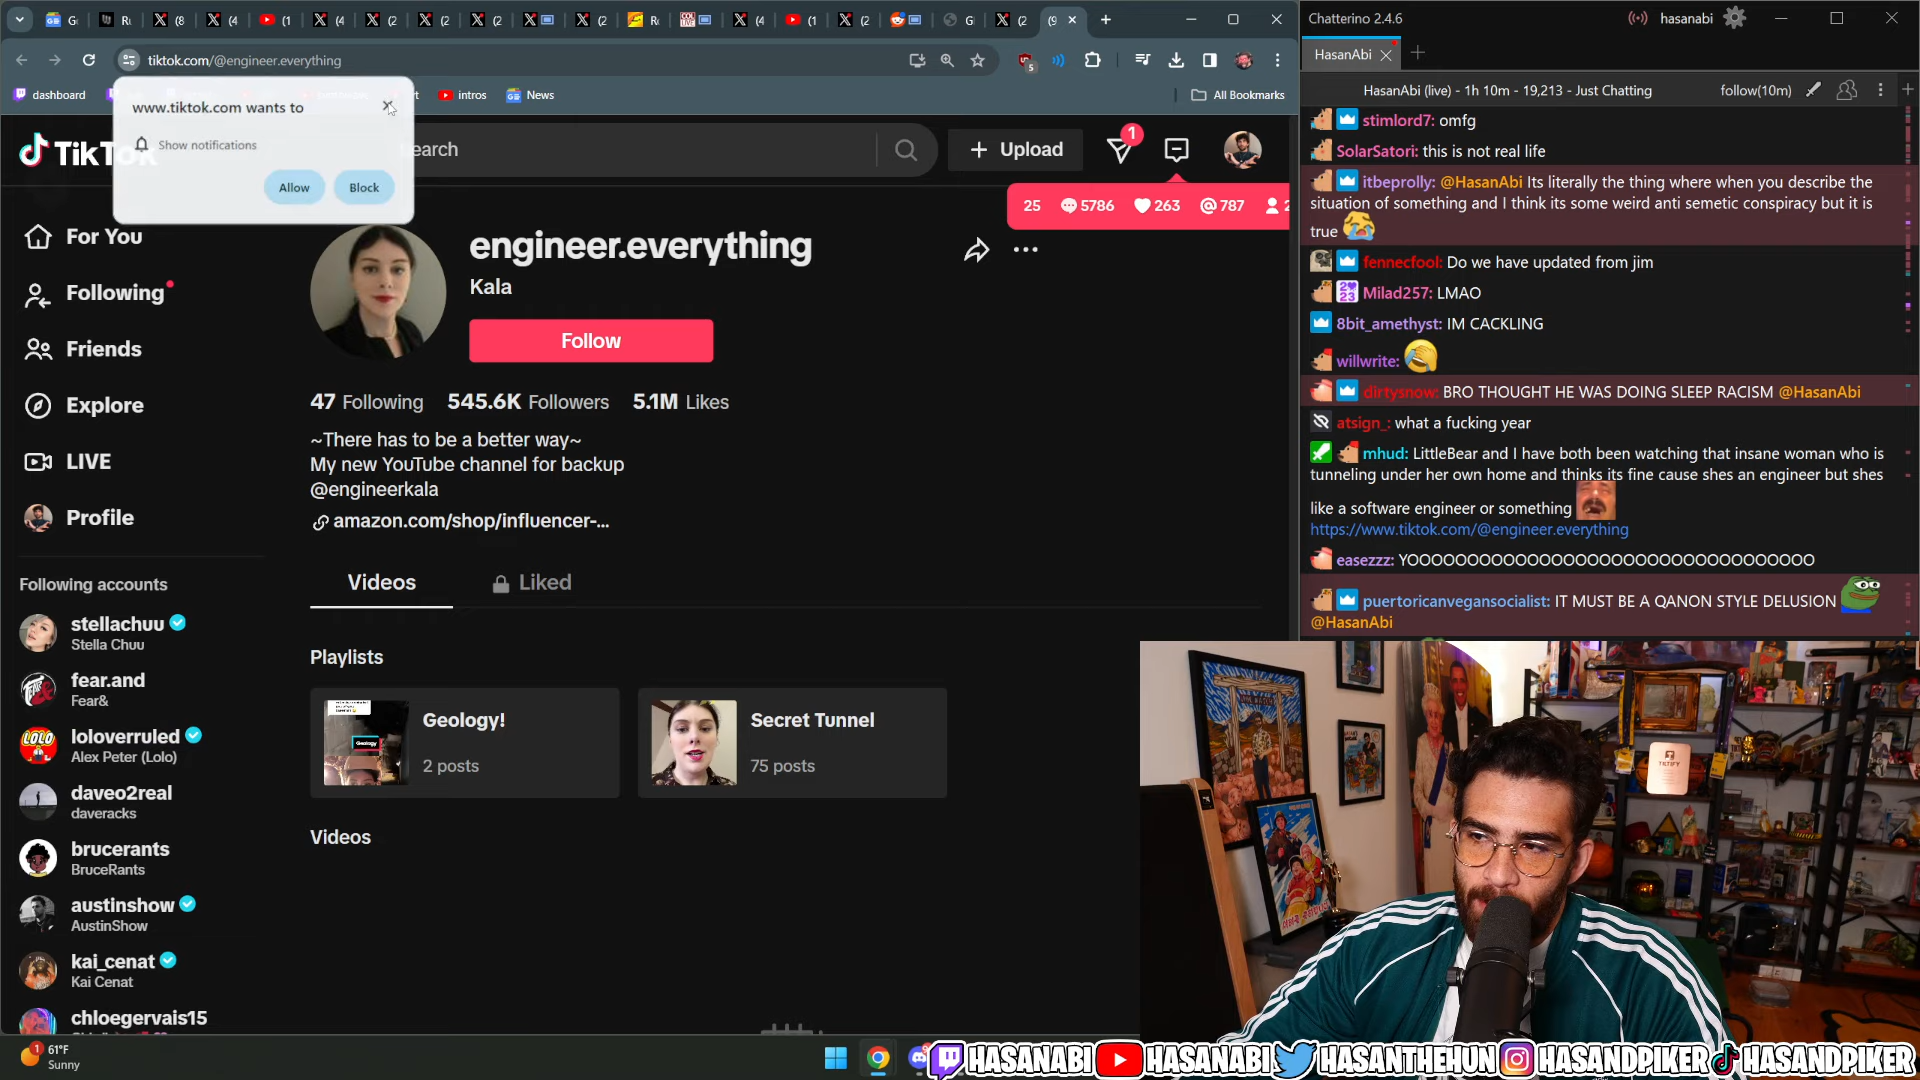 tiktok.com/@engineer.everything
dashboard
intros
News
All Bookmarks
www.tiktok.com wants to
Show notifications
Allow
Block
TikTok
earch
Upload
1
25
5786
263
787
For You
Following
Friends
Explore
LIVE
Profile
Following accounts
stellachuu
Stella Chuu
fear.and
Fear&
loloverruled
Alex Peter (Lolo)
daveo2real
daveracks
brucerants
BruceRants
austinshow
AustinShow
kai_cenat
Kai Cenat
chloegervais15
engineer.everything
Kala
Follow
47 Following 545.6K Followers 5.1M Likes
~There has to be a better way~
My new YouTube channel for backup
@engineerkala
amazon.com/shop/influencer-...
Videos
Liked
Playlists
Geology!
2 posts
Secret Tunnel
75 posts
Videos
Chatterino 2.4.6
hasanabi
HasanAbi
HasanAbi (live) - 1h 10m - 19,213 - Just Chatting
follow(10m)
stimlord7: omfg
SolarSatori: this is not real life
itbeprolly: @HasanAbi Its literally the thing where when you describe the
situation of something and I think its some weird anti semetic conspiracy but it is
true
fennecfool: Do we have updated from jim
Milad257: LMAO
8bit_amethyst: IM CACKLING
willwrite:
dirtysnow: BRO THOUGHT HE WAS DOING SLEEP RACISM @HasanAbi
atsign_: what a fucking year
mhud: LittleBear and I have both been watching that insane woman who is
tunneling under her own home and thinks its fine cause shes an engineer but shes
like a software engineer or something
https://www.tiktok.com/@engineer.everything
easezzz: YOOOOOOOOOOOOOOOOOOOOOOOOOOOOOOOOO
puertoricanvegansocialist: IT MUST BE A QANON STYLE DELUSION
@HasanAbi
1
61°F
Sunny
HASANABI HASANABI HASANTHEHUN HASANDPIKER HASANDPIKER